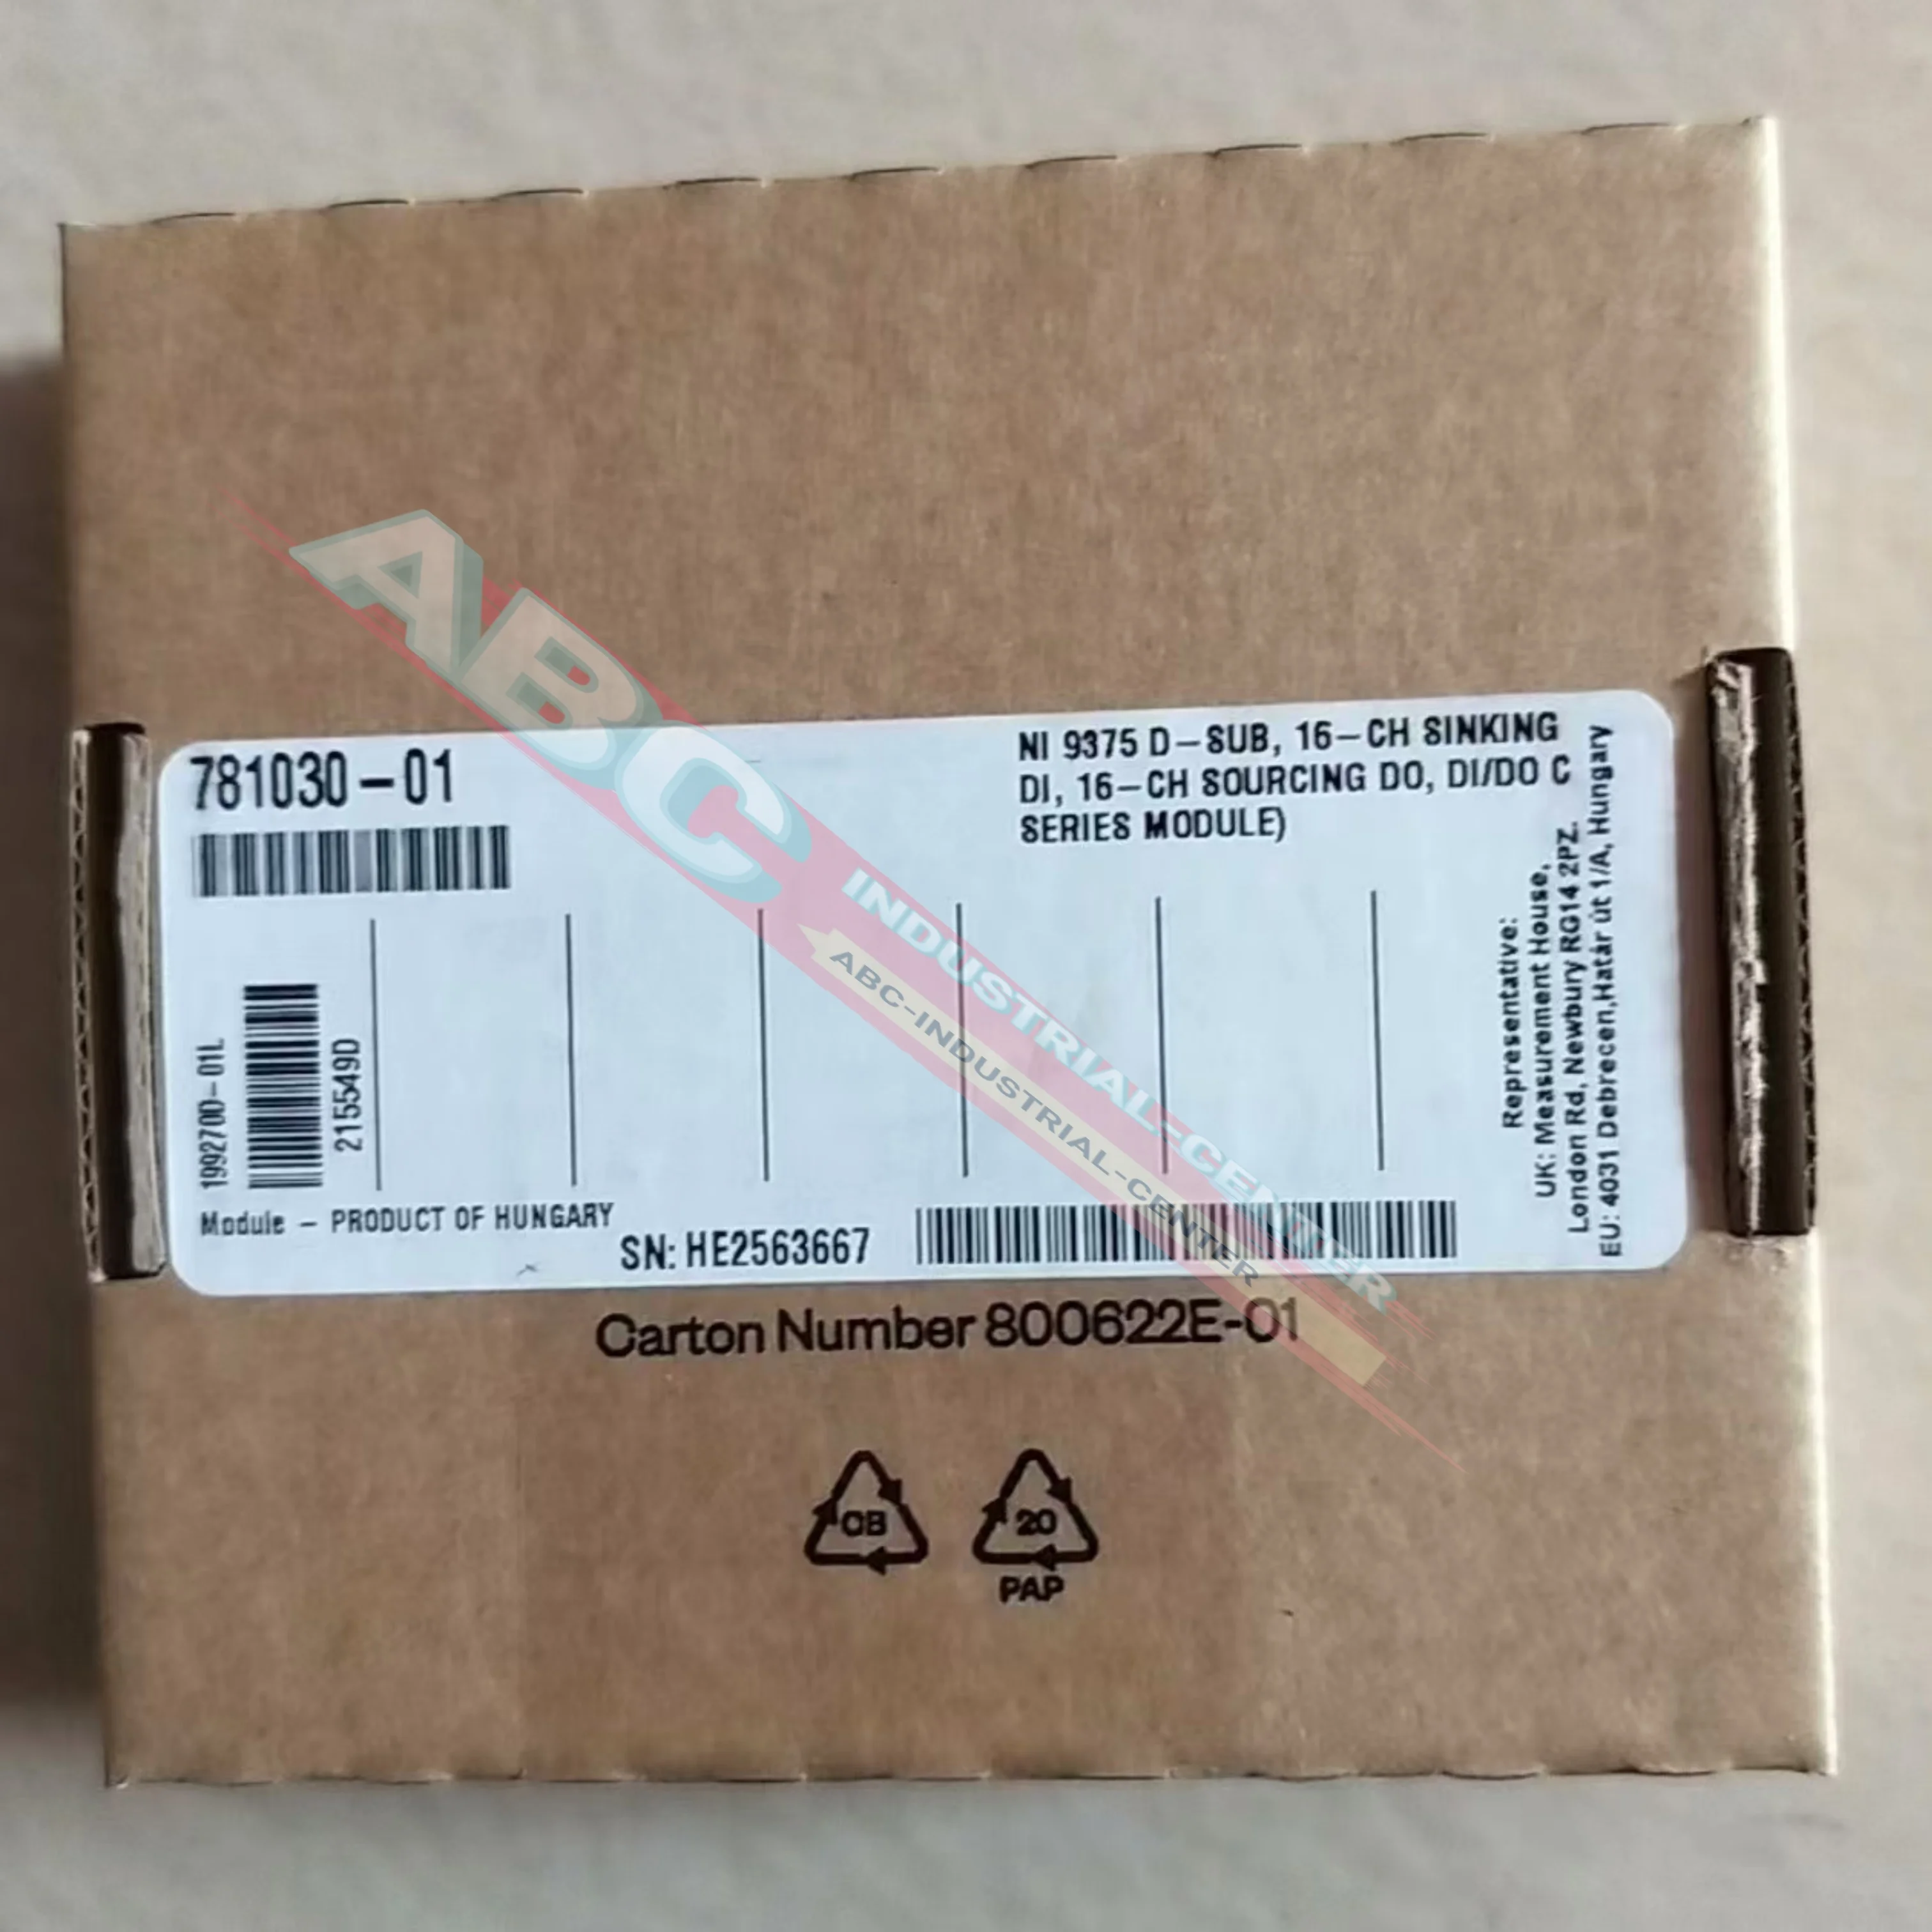 781030-01
NI 9375 D-SUB, 16-CH SINKING
DI, 16-CH SOURCING DO, DI/DO C
SERIES MODULE)
199270D-01L
215549D
Module - PRODUCT OF HUNGARY
SN: HE2563667
Representative:
UK: Measurement House,
London Rd, Newbury RG14 2PZ.
EU: 4031 Debrecen,Határ út 1/A, Hungary
ABC
INDUSTRIAL-CENTER
ABC-INDUSTRIAL-CENTER
Carton Number 800622E-01
CB
20
PAP